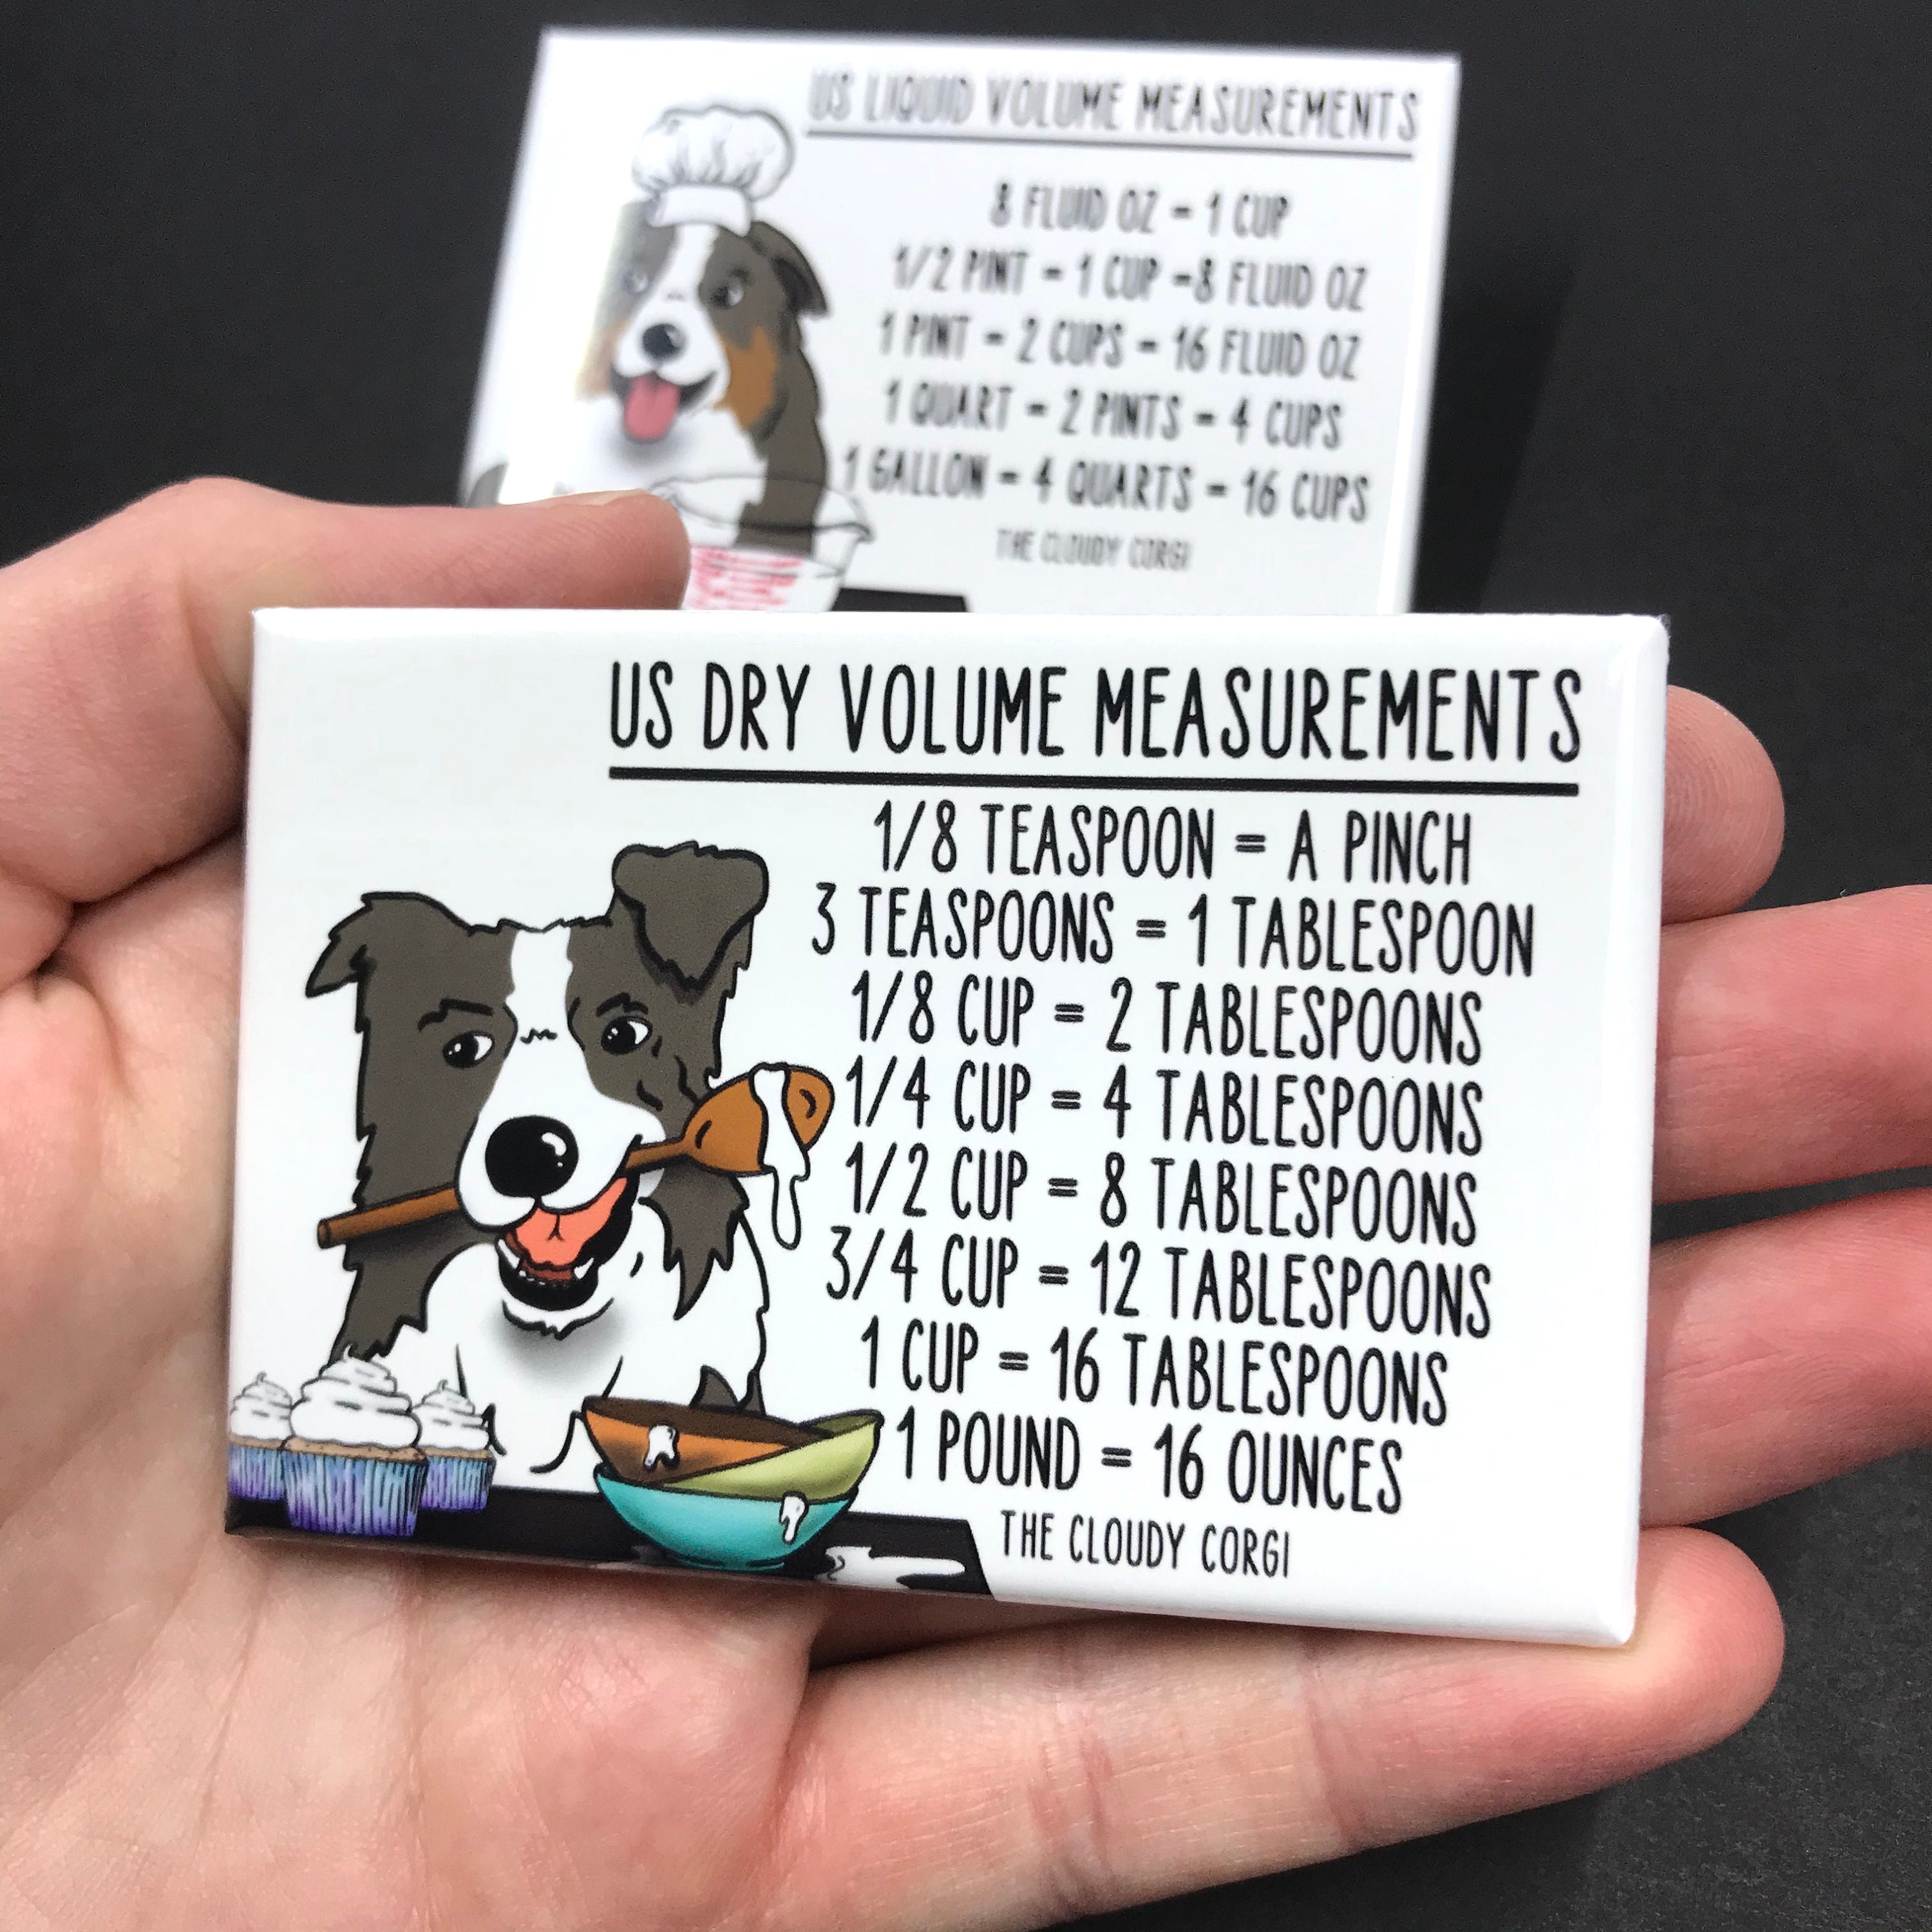 US LIQUID VOLUME MEASUREMENTS
8 FLUID OZ - 1 CUP
1/2 PINT - 1 CUP -8 FLUID OZ
1 PINT - 2 CUPS - 16 FLUID OZ
1 QUART - 2 PINTS - 4 CUPS
1 GALLON - 4 QUARTS - 16 CUPS
THE CLOUDY CORGI
US DRY VOLUME MEASUREMENTS
1/8 TEASPOON = A PINCH
3 TEASPOONS = 1 TABLESPOON
1/8 CUP = 2 TABLESPOONS
1/4 CUP = 4 TABLESPOONS
1/2 CUP = 8 TABLESPOONS
3/4 CUP = 12 TABLESPOONS
1 CUP = 16 TABLESPOONS
1 POUND = 16 OUNCES
THE CLOUDY CORGI